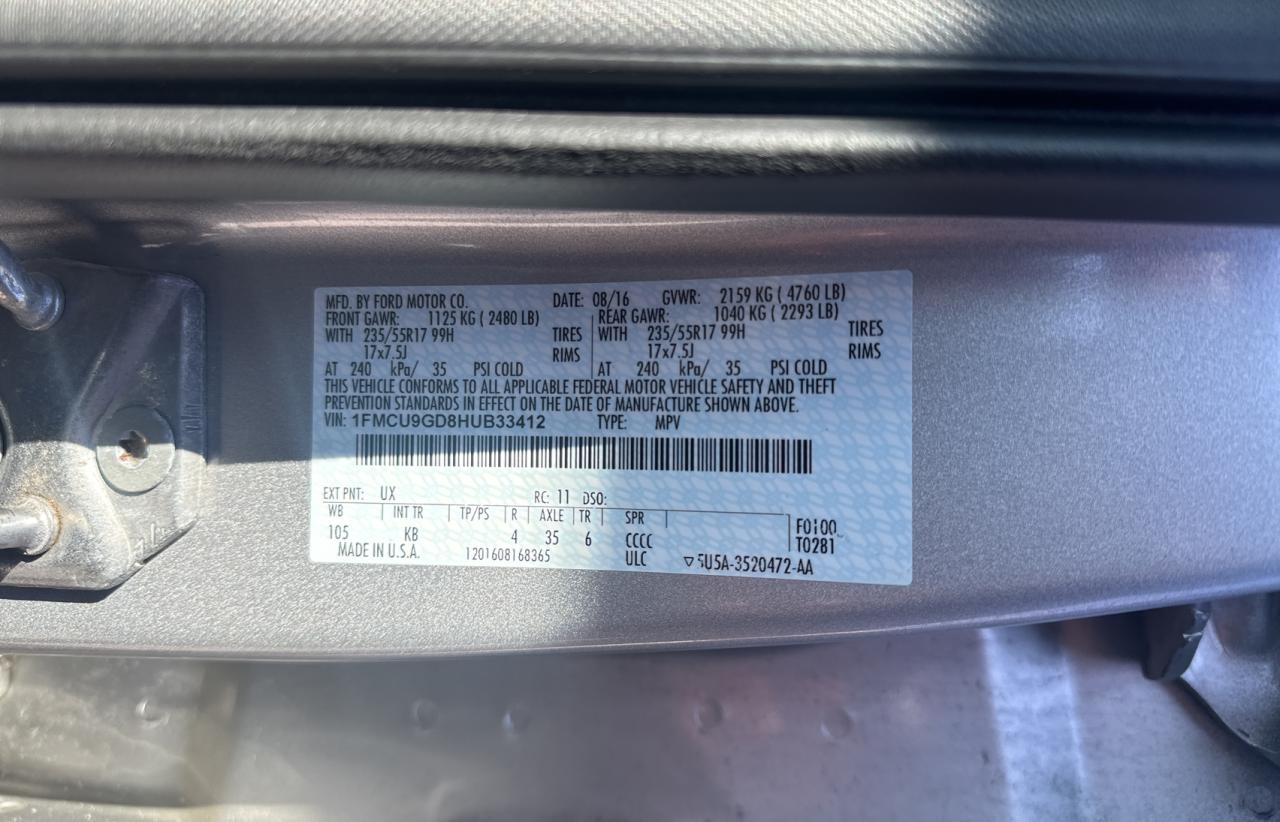 MFD. BY FORD MOTOR CO. DATE: 08/16 GVWR: 2159 KG ( 4760 LB)
FRONT GAWR: 1125 KG ( 2480 LB) REAR GAWR: 1040 KG ( 2293 LB)
WITH 235/55R17 99H TIRES WITH 235/55R17 99H TIRES
17x7.5J RIMS 17x7.5J RIMS
AT 240 kPa/ 35 PSI COLD AT 240 kPa/ 35 PSI COLD
THIS VEHICLE CONFORMS TO ALL APPLICABLE FEDERAL MOTOR VEHICLE SAFETY AND THEFT
PREVENTION STANDARDS IN EFFECT ON THE DATE OF MANUFACTURE SHOWN ABOVE.
VIN: 1FMCU9GD8HUB33412 TYPE: MPV
EXT PNT: UX RC: 11 DSO:
WB INT TR TP/PS R AXLE TR SPR
105 KB 4 35 6 CCCC
F0100
T0281
MADE IN U.S.A. 1201608168365 ULC ▽5U5A-3520472-AA